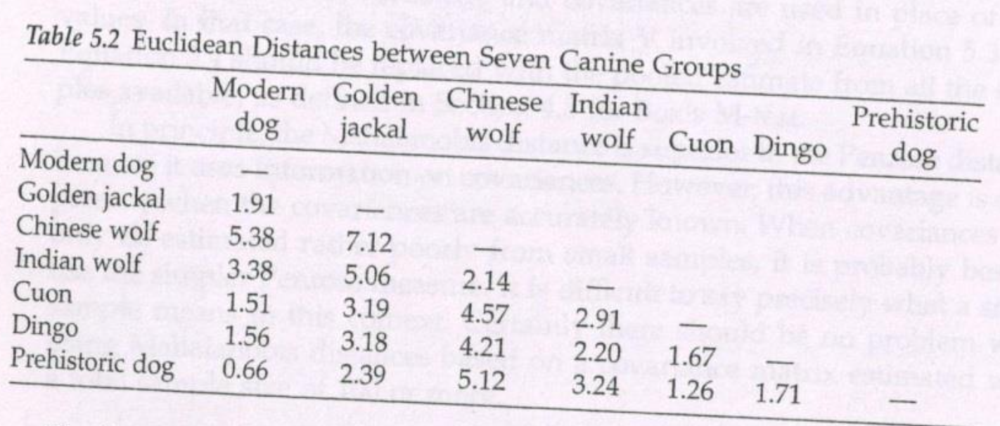 Table 5.2 Euclidean Distances between Seven Canine Groups
Modern Golden Chinese Indian Prehistoric
dog jackal wolf wolf Cuon Dingo dog
Modern dog —
Golden jackal 1.91 —
Chinese wolf 5.38 7.12 —
Indian wolf 3.38 5.06 2.14 —
Cuon 1.51 3.19 4.57 2.91 —
Dingo 1.56 3.18 4.21 2.20 1.67 —
Prehistoric dog 0.66 2.39 5.12 3.24 1.26 1.71 —